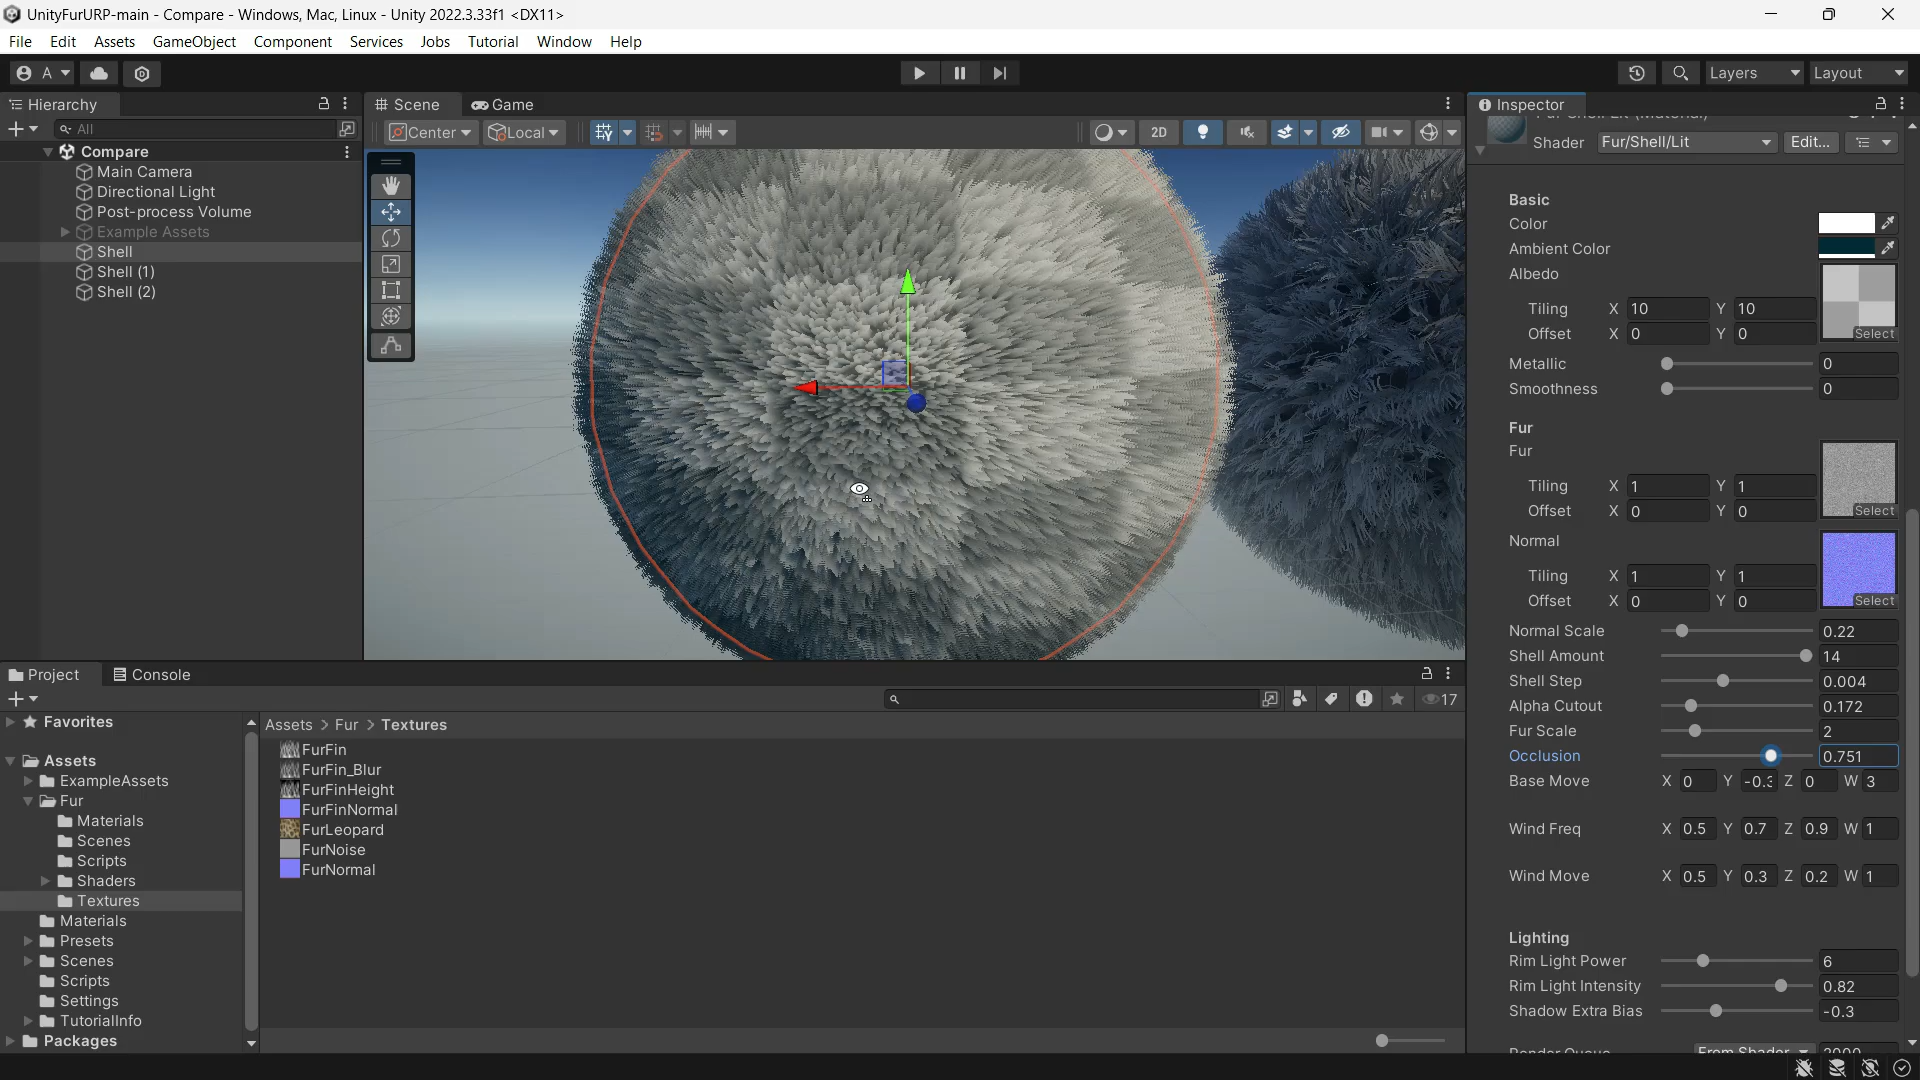 UnityFurURP-main - Compare - Windows, Mac, Linux - Unity 2022.3.33f1 <DX11>
File Edit Assets GameObject Component Services Jobs Tutorial Window Help
A Layers Layout
Hierarchy
All
Compare
Main Camera
Directional Light
Post-process Volume
Example Assets
Shell
Shell (1)
Shell (2)
Scene Game
Center Local 2D
Inspector
Shader Fur/Shell/Lit Edit...
Basic
Color
Ambient Color
Albedo
Tiling X 10 Y 10
Offset X 0 Y 0
Select
Metallic 0
Smoothness 0
Fur
Fur
Tiling X 1 Y 1
Offset X 0 Y 0
Select
Normal
Tiling X 1 Y 1
Offset X 0 Y 0
Select
Normal Scale 0.22
Shell Amount 14
Shell Step 0.004
Alpha Cutout 0.172
Fur Scale 2
Occlusion 0.751
Base Move X 0 Y -0.3 Z 0 W 3
Wind Freq X 0.5 Y 0.7 Z 0.9 W 1
Wind Move X 0.5 Y 0.3 Z 0.2 W 1
Lighting
Rim Light Power 6
Rim Light Intensity 0.82
Shadow Extra Bias -0.3
Project Console
17
Favorites
Assets
ExampleAssets
Fur
Materials
Scenes
Scripts
Shaders
Textures
Materials
Presets
Scenes
Scripts
Settings
TutorialInfo
Packages
Assets > Fur > Textures
FurFin
FurFin_Blur
FurFinHeight
FurFinNormal
FurLeopard
FurNoise
FurNormal